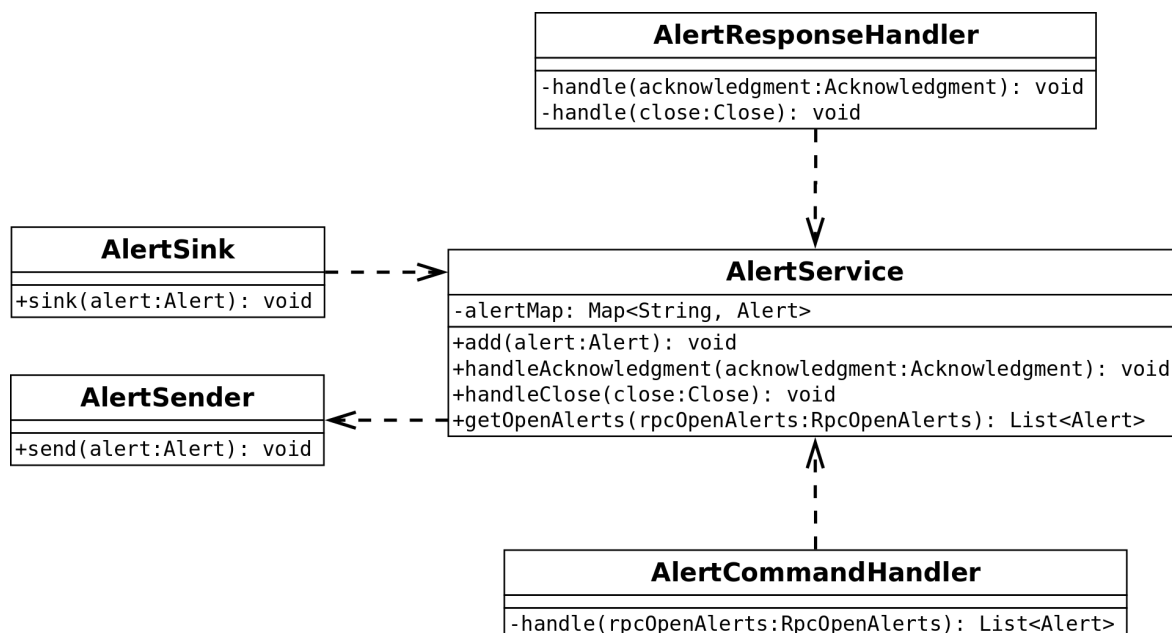 AlertResponseHandler
-handle(acknowledgment:Acknowledgment): void
-handle(close:Close): void
AlertSink
+sink(alert:Alert): void
AlertService
-alertMap: Map<String, Alert>
+add(alert:Alert): void
+handleAcknowledgment(acknowledgment:Acknowledgment): void
+handleClose(close:Close): void
+getOpenAlerts(rpcOpenAlerts:RpcOpenAlerts): List<Alert>
AlertSender
+send(alert:Alert): void
AlertCommandHandler
-handle(rpcOpenAlerts:RpcOpenAlerts): List<Alert>